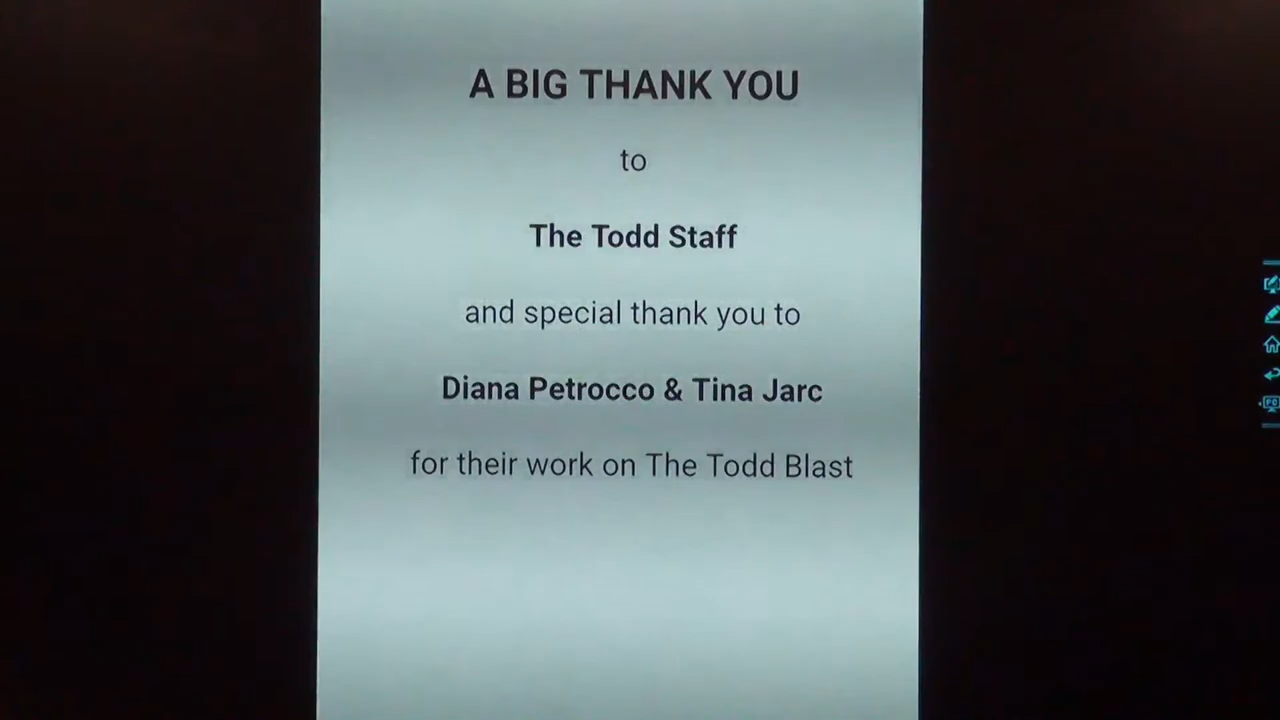 A BIG THANK YOU
to
The Todd Staff
and special thank you to
Diana Petrocco & Tina Jarc
for their work on The Todd Blast
PC